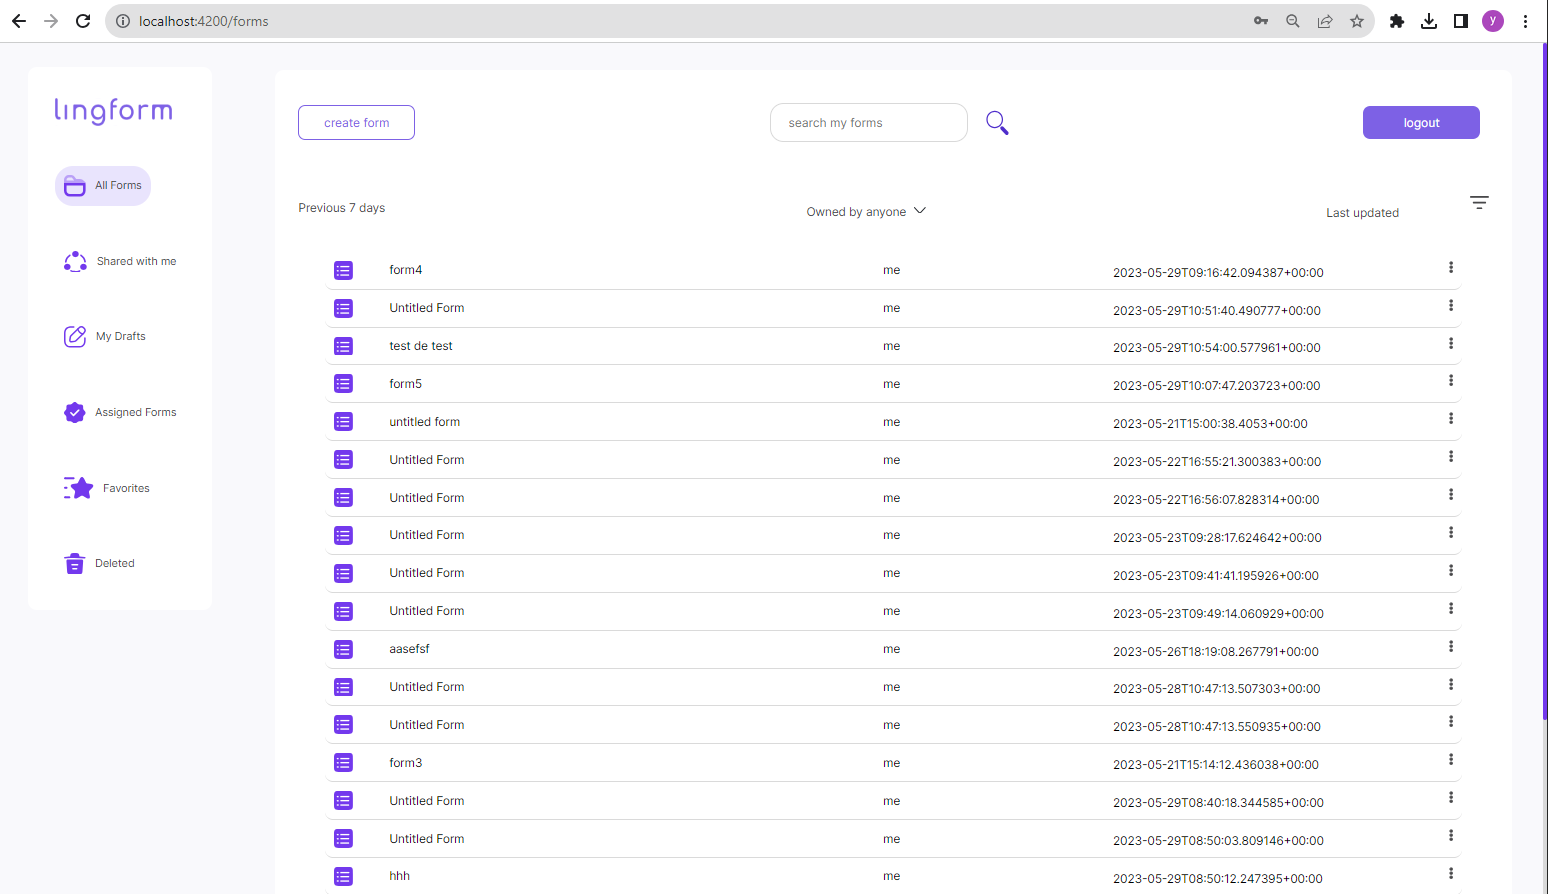 localhost:4200/forms
y
lingform
create form
search my forms
logout
All Forms
Previous 7 days
Owned by anyone
Last updated
Shared with me
My Drafts
Assigned Forms
Favorites
Deleted
form4 me 2023-05-29T09:16:42.094387+00:00
Untitled Form me 2023-05-29T10:51:40.490777+00:00
test de test me 2023-05-29T10:54:00.577961+00:00
form5 me 2023-05-29T10:07:47.203723+00:00
untitled form me 2023-05-21T15:00:38.4053+00:00
Untitled Form me 2023-05-22T16:55:21.300383+00:00
Untitled Form me 2023-05-22T16:56:07.828314+00:00
Untitled Form me 2023-05-23T09:28:17.624642+00:00
Untitled Form me 2023-05-23T09:41:41.195926+00:00
Untitled Form me 2023-05-23T09:49:14.060929+00:00
aasefsf me 2023-05-26T18:19:08.267791+00:00
Untitled Form me 2023-05-28T10:47:13.507303+00:00
Untitled Form me 2023-05-28T10:47:13.550935+00:00
form3 me 2023-05-21T15:14:12.436038+00:00
Untitled Form me 2023-05-29T08:40:18.344585+00:00
Untitled Form me 2023-05-29T08:50:03.809146+00:00
hhh me 2023-05-29T08:50:12.247395+00:00